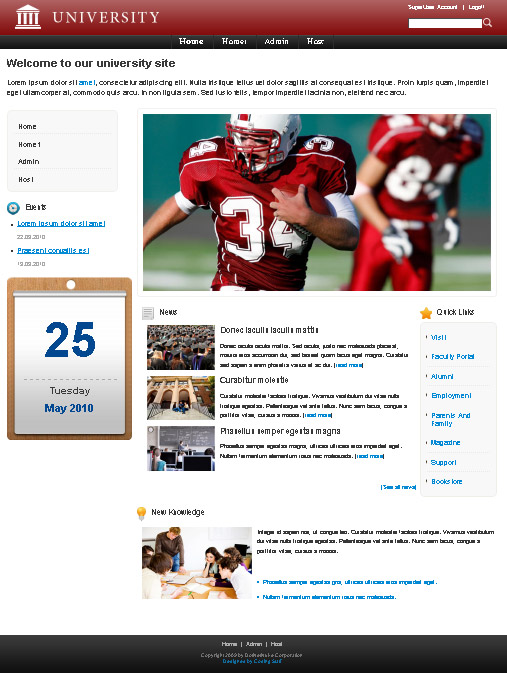 UNIVERSITY
SuperUser Account | Logout
Home Home1 Admin Host
Welcome to our university site
Lorem ipsum dolor sit amet, consectetur adipiscing elit. Nulla tristique tellus vel dolor sagittis at consequat est tristique. Proin turpis quam, imperdiet
eget ullamcorper at, commodo quis arcu. In non ligula sem. Sed justo felis, tempor imperdiet lacinia non, eleifend nec arcu.
Home
Home1
Admin
Host
Events
Lorem ipsum dolor sit amet
22.09.2010
Praesent convallis est
19.09.2010
25
Tuesday
May 2010
34
34
News
Donec iaculis iaculis mattis
Donec iaculis iaculis mattis. Sed iaculis, justo nec malesuada placerat,
mauris eros accumsan dui, sed laoreet quam lacus eget magna. Curabitur
sed sapien a enim pharetra varius et ac dui. [read more]
Curabitur molestie
Curabitur molestie facilisis tristique. Vivamus vestibulum dui vitae nulla
tristique egestas. Pellentesque vel ante tellus. Nunc sem lacus, congue a
porttitor vitae, cursus a massa. [read more]
Phasellus semper egestas magna
Phasellus semper egestas magna, ultrices ultricies eros imperdiet eget.
Nullam fermentum elementum risus nec malesuada. [read more]
[See all news]
Quick Links
Visit
Faculty Portal
Alumni
Employment
Parents And
Family
Magazine
Support
Bookstore
New Knowledge
Integer id sapien nisi, ut congue leo. Curabitur molestie facilisis tristique. Vivamus vestibulum
dui vitae nulla tristique egestas. Pellentesque vel ante tellus. Nunc sem lacus, congue a
porttitor vitae, cursus a massa.
Phasellus semper egestas magna, ultrices ultricies eros imperdiet eget.
Nullam fermentum elementum risus nec malesuada.
Home | Admin | Host
Copyright 2009 by DotNetNuke Corporation
Designed by Coding Staff